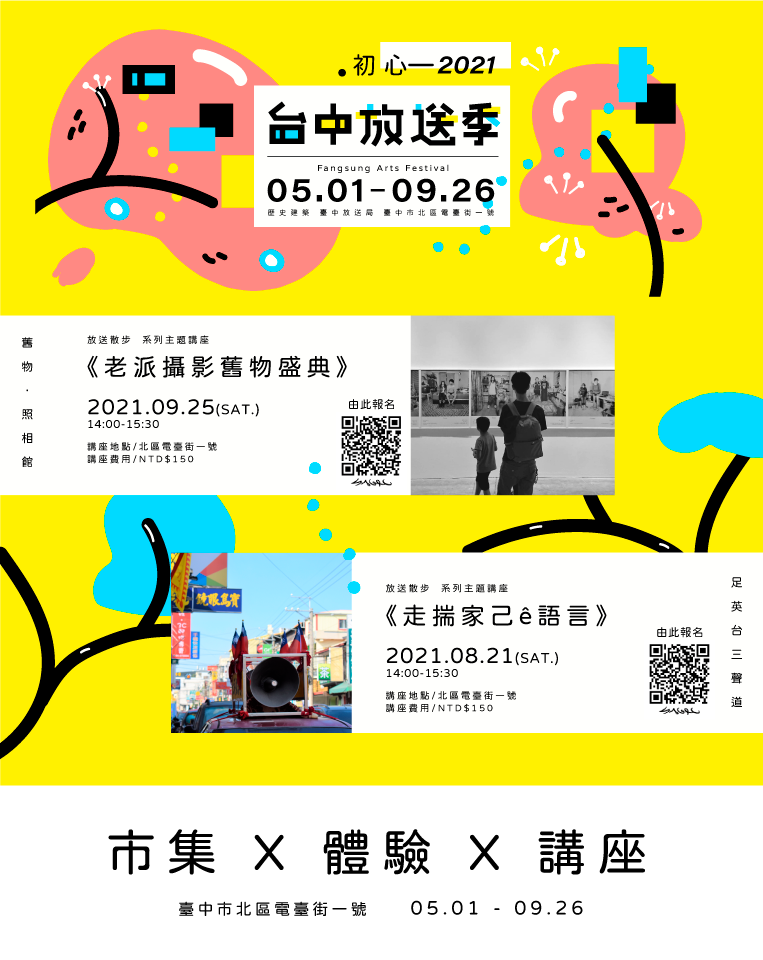 初心—2021
台中放送季
Fangsung Arts Festival
05.01–09.26
歷史建築 臺中放送局 臺中市北區電臺街一號
舊物・照相館
放送散步 系列主題講座
《老派攝影舊物盛典》
2021.09.25(SAT.)
14:00-15:30
講座地點/北區電臺街一號
講座費用/NTD$150
由此報名
寶島眼鏡
茶
放送散步 系列主題講座
《走揣家己ê語言》
2021.08.21(SAT.)
14:00-15:30
講座地點/北區電臺街一號
講座費用/NTD$150
由此報名
足英台三聲道
市集 X 體驗 X 講座
臺中市北區電臺街一號 05.01 - 09.26